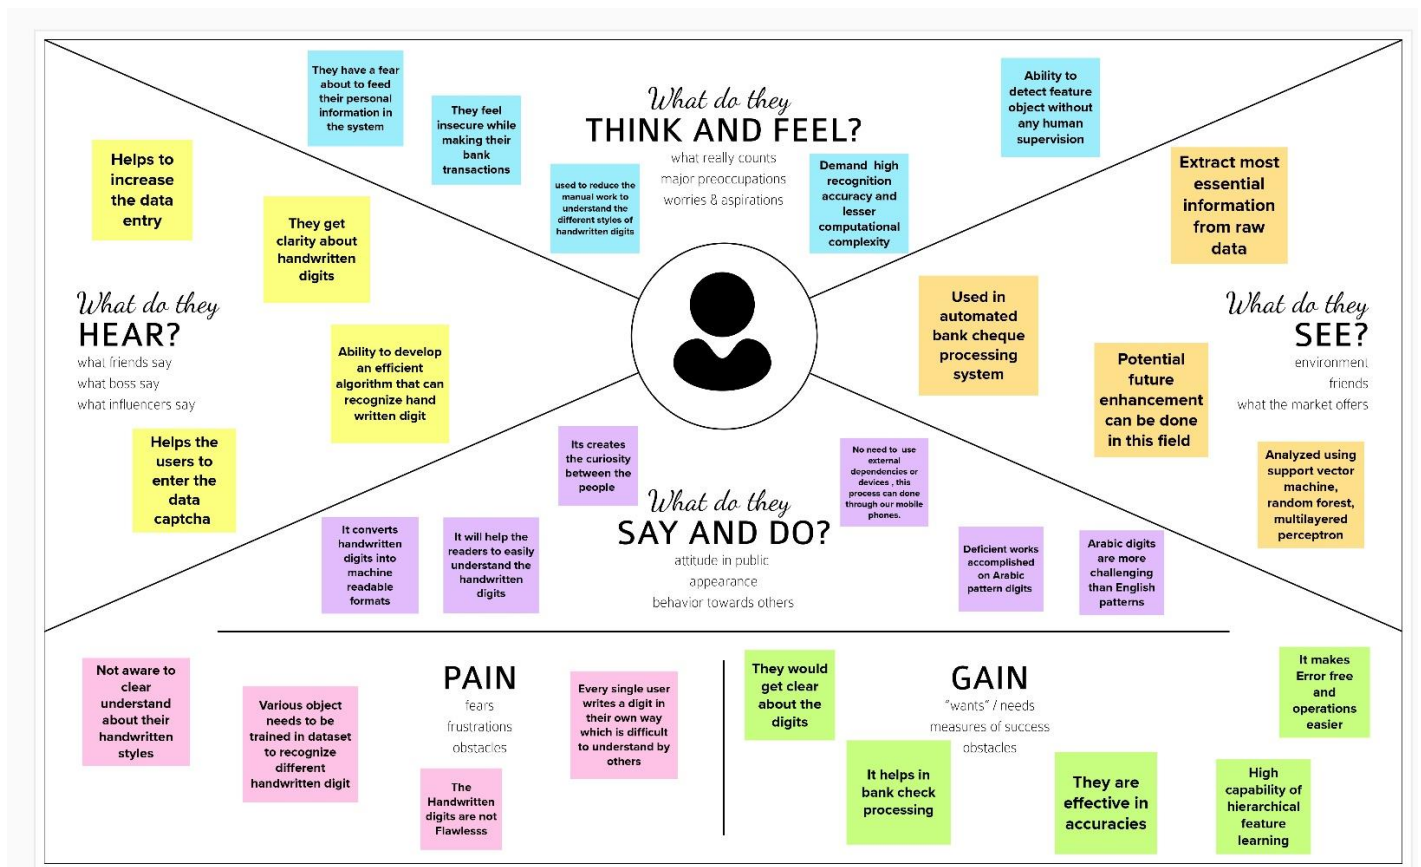 They have a fear
about to feed
their personal
information in
the system
They feel
insecure while
making their
bank
transactions
used to reduce the
manual work to
understand the
different styles of
handwritten digits
What do they
THINK AND FEEL?
what really counts
major preoccupations
worries & aspirations
Demand high
recognition
accuracy and
lesser
computational
complexity
Ability to
detect feature
object without
any human
supervision
Helps to
increase
the data
entry
They get
clarity about
handwritten
digits
What do they
HEAR?
what friends say
what boss say
what influencers say
Ability to develop
an efficient
algorithm that can
recognize hand
written digit
Helps the
users to
enter the
data
captcha
Extract most
essential
information
from raw
data
Used in
automated
bank cheque
processing
system
What do they
SEE?
environment
friends
what the market offers
Potential
future
enhancement
can be done
in this field
Analyzed using
support vector
machine,
random forest,
multilayered
perceptron
Its creates
the curiosity
between the
people
It converts
handwritten
digits into
machine
readable
formats
It will help the
readers to easily
understand the
handwritten
digits
What do they
SAY AND DO?
attitude in public
appearance
behavior towards others
No need to use
external
dependencies or
devices , this
process can done
through our mobile
phones.
Deficient works
accomplished
on Arabic
pattern digits
Arabic digits
are more
challenging
than English
patterns
Not aware to
clear
understand
about their
handwritten
styles
Various object
needs to be
trained in dataset
to recognize
different
handwritten digit
PAIN
fears
frustrations
obstacles
The
Handwritten
digits are not
Flawlesss
Every single user
writes a digit in
their own way
which is difficult
to understand by
others
They would
get clear
about the
digits
GAIN
"wants" / needs
measures of success
obstacles
It helps in
bank check
processing
They are
effective in
accuracies
It makes
Error free
and
operations
easier
High
capability of
hierarchical
feature
learning